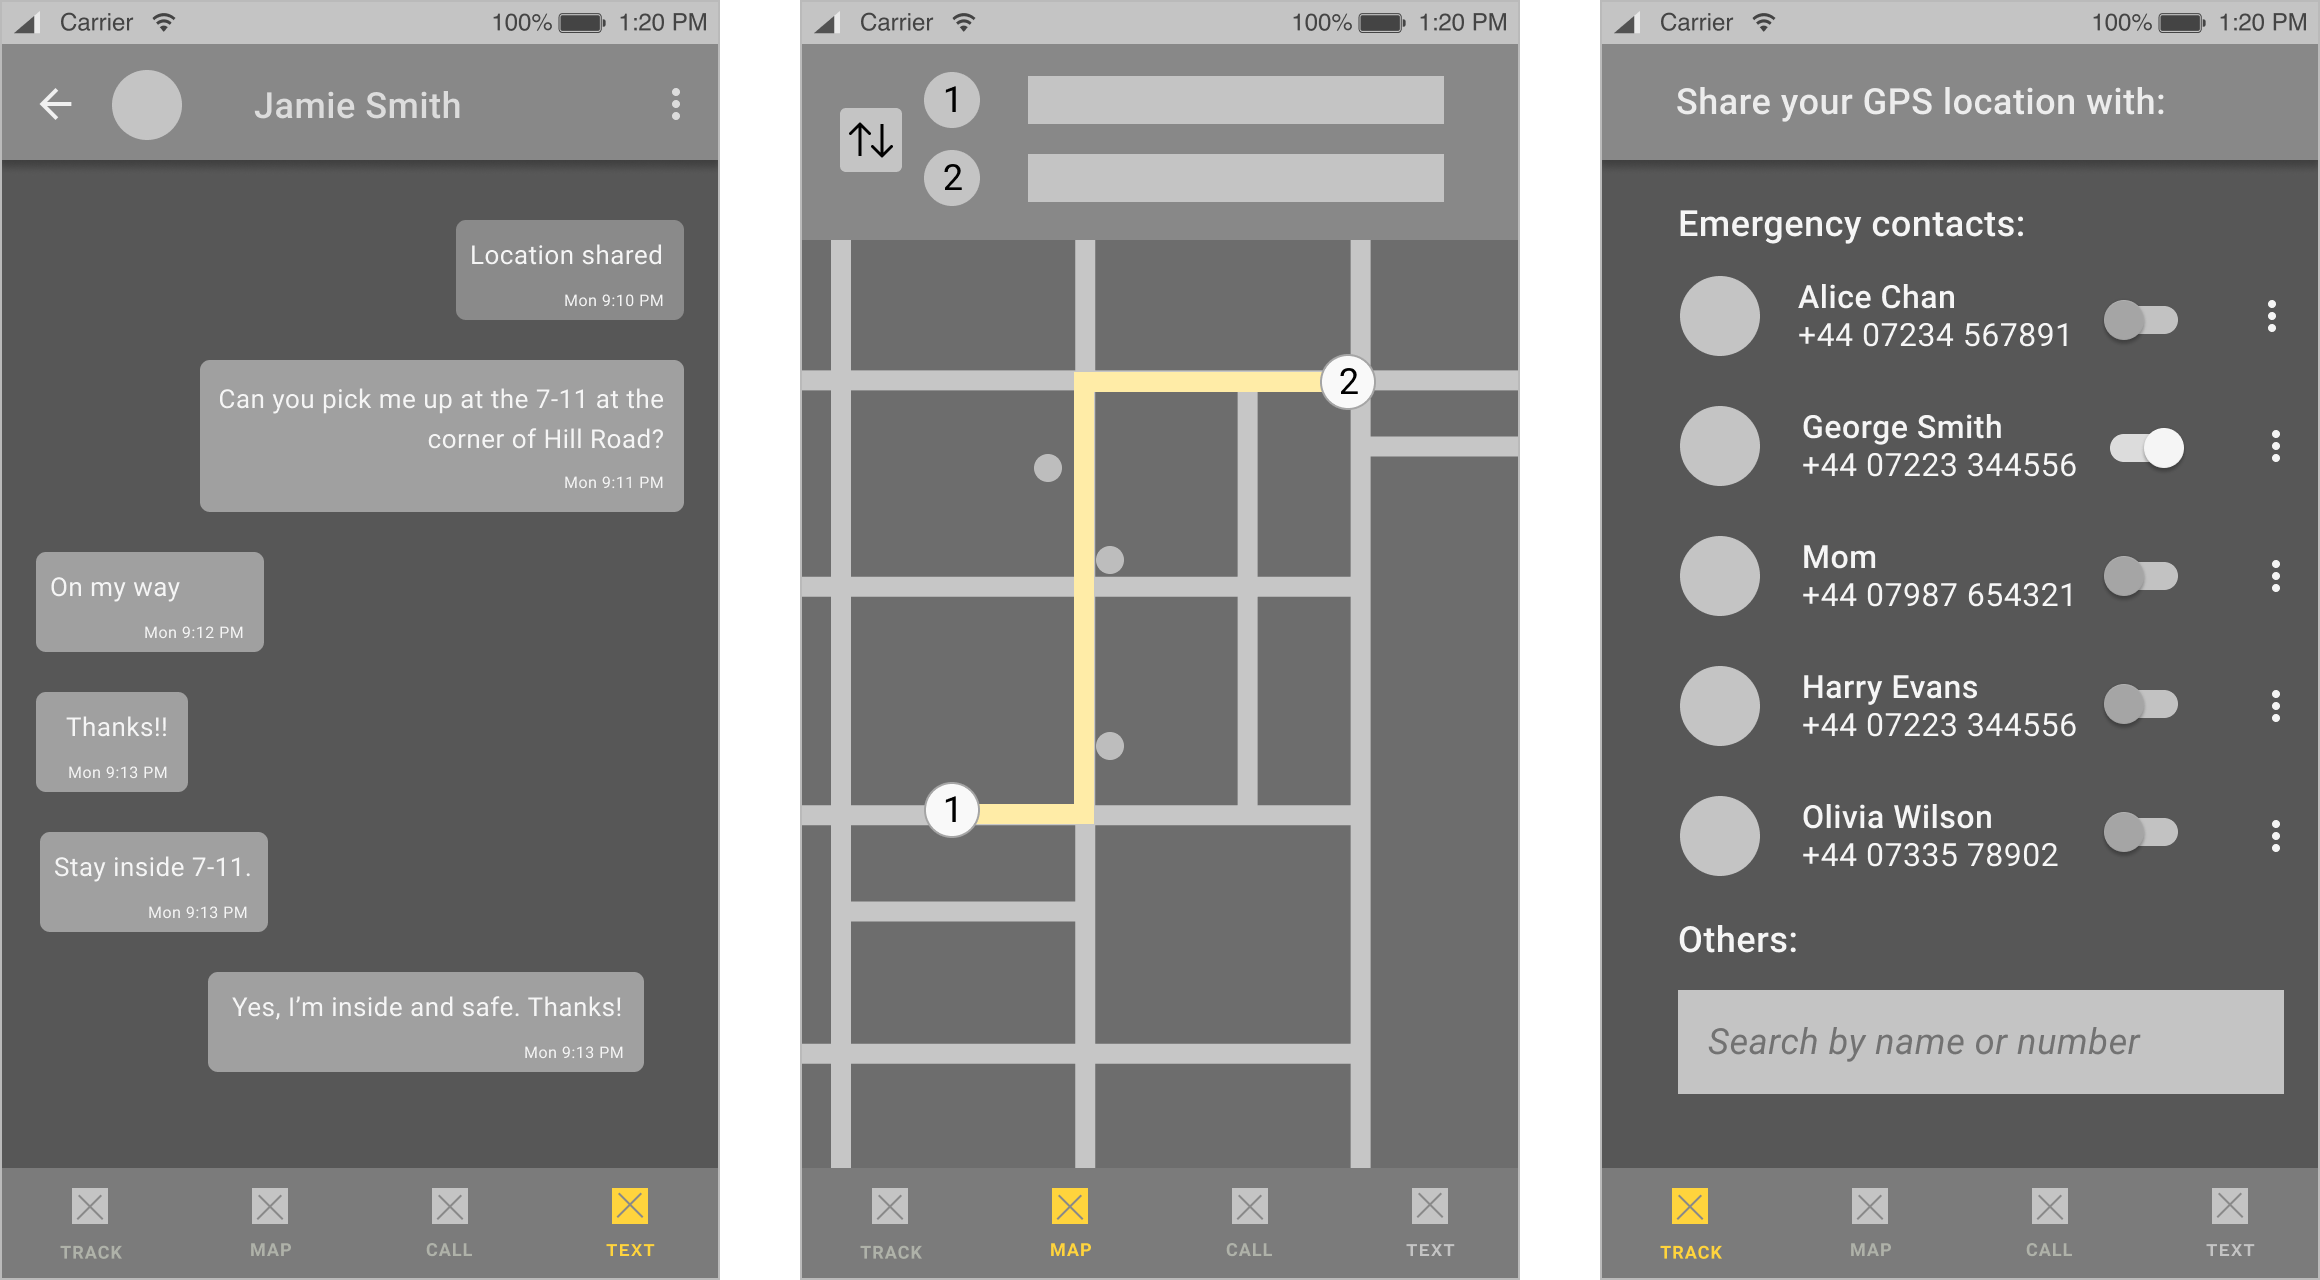 Carrier 100% 1:20 PM
Jamie Smith
Location shared
Mon 9:10 PM
Can you pick me up at the 7-11 at the
corner of Hill Road?
Mon 9:11 PM
On my way
Mon 9:12 PM
Thanks!!
Mon 9:13 PM
Stay inside 7-11.
Mon 9:13 PM
Yes, I’m inside and safe. Thanks!
Mon 9:13 PM
TRACK MAP CALL TEXT
Carrier 100% 1:20 PM
1
2
2
1
TRACK MAP CALL TEXT
Carrier 100% 1:20 PM
Share your GPS location with:
Emergency contacts:
Alice Chan
+44 07234 567891
George Smith
+44 07223 344556
Mom
+44 07987 654321
Harry Evans
+44 07223 344556
Olivia Wilson
+44 07335 78902
Others:
Search by name or number
TRACK MAP CALL TEXT